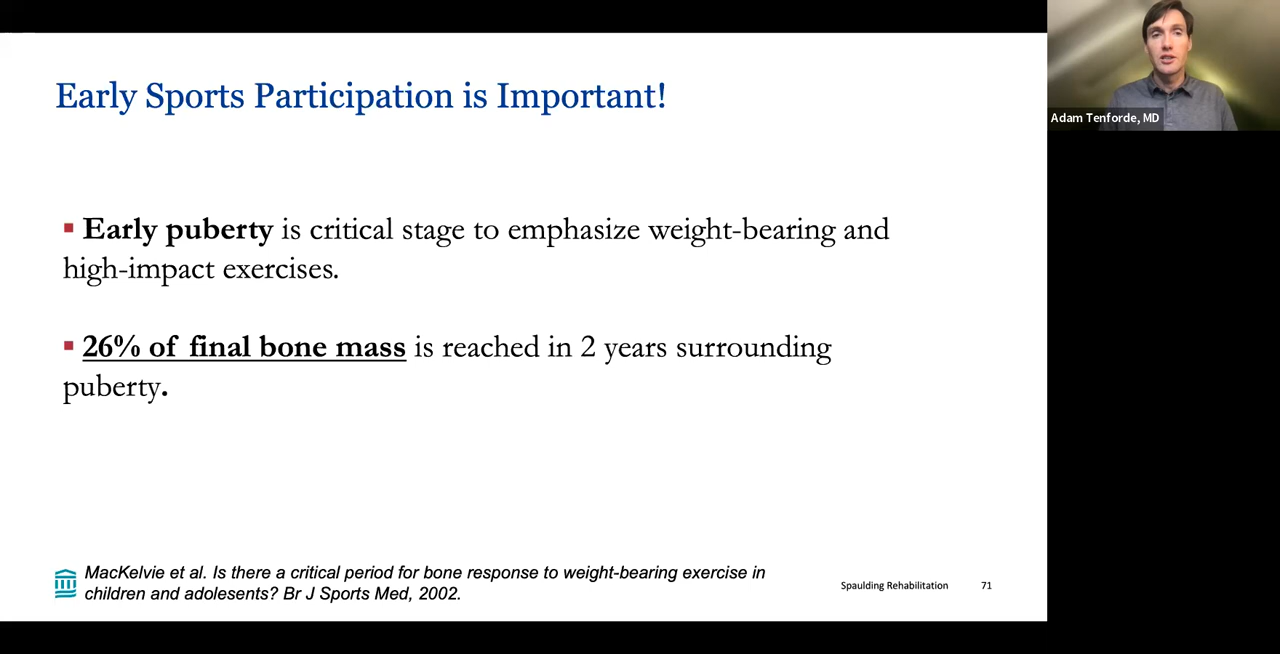 Early Sports Participation is Important!
▪ Early puberty is critical stage to emphasize weight-bearing and
high-impact exercises.
▪ 26% of final bone mass is reached in 2 years surrounding
puberty.
MacKelvie et al. Is there a critical period for bone response to weight-bearing exercise in
children and adolesents? Br J Sports Med, 2002.
Spaulding Rehabilitation 71
Adam Tenforde, MD